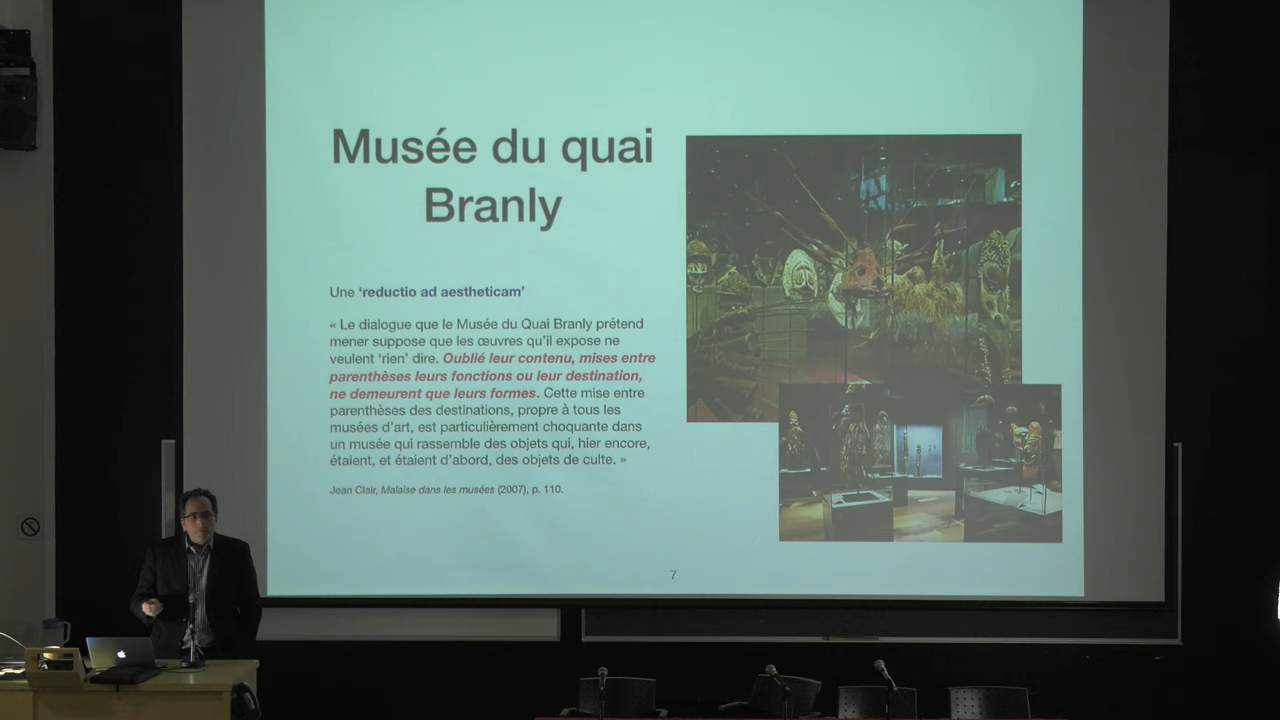 Musée du quai
Branly
Une ‘reductio ad aestheticam’
« Le dialogue que le Musée du Quai Branly prétend
mener suppose que les œuvres qu’il expose ne
veulent ‘rien’ dire. Oublié leur contenu, mises entre
parenthèses leurs fonctions ou leur destination,
ne demeurent que leurs formes. Cette mise entre
parenthèses des destinations, propre à tous les
musées d’art, est particulièrement choquante dans
un musée qui rassemble des objets qui, hier encore,
étaient, et étaient d’abord, des objets de culte. »
Jean Clair, Malaise dans les musées (2007), p. 110.
7